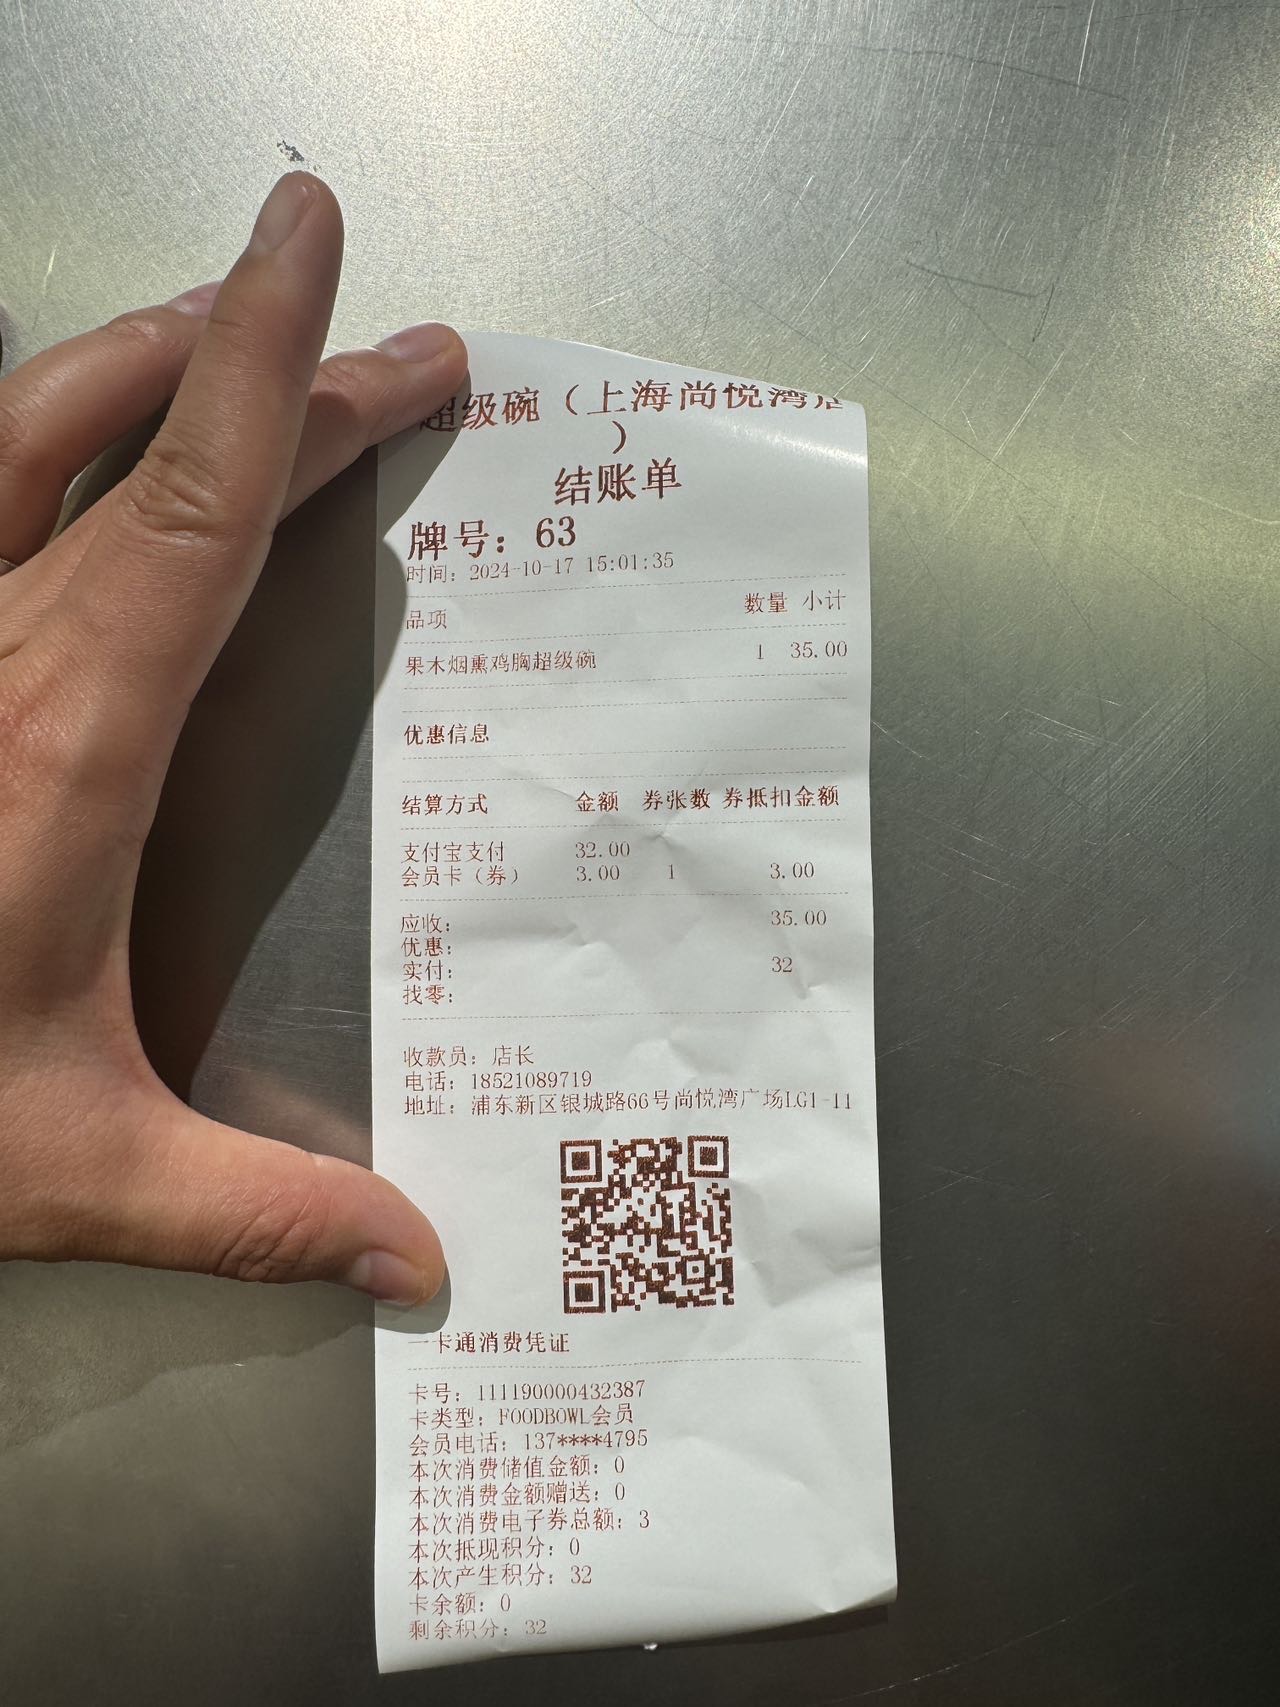 超级碗（上海尚悦湾店
）
结账单
牌号：63
时间：2024-10-17 15:01:35
品项 数量 小计
果木烟熏鸡胸超级碗 1 35.00
优惠信息
结算方式 金额 券张数 券抵扣金额
支付宝支付 32.00
会员卡（券） 3.00 1 3.00
应收： 35.00
优惠：
实付： 32
找零：
收款员：店长
电话：18521089719
地址：浦东新区银城路66号尚悦湾广场LG1-11
一卡通消费凭证
卡号：111190000432387
卡类型：FOODBOWL会员
会员电话：137****4795
本次消费储值金额：0
本次消费金额赠送：0
本次消费电子券总额：3
本次抵现积分：0
本次产生积分：32
卡余额：0
剩余积分：32